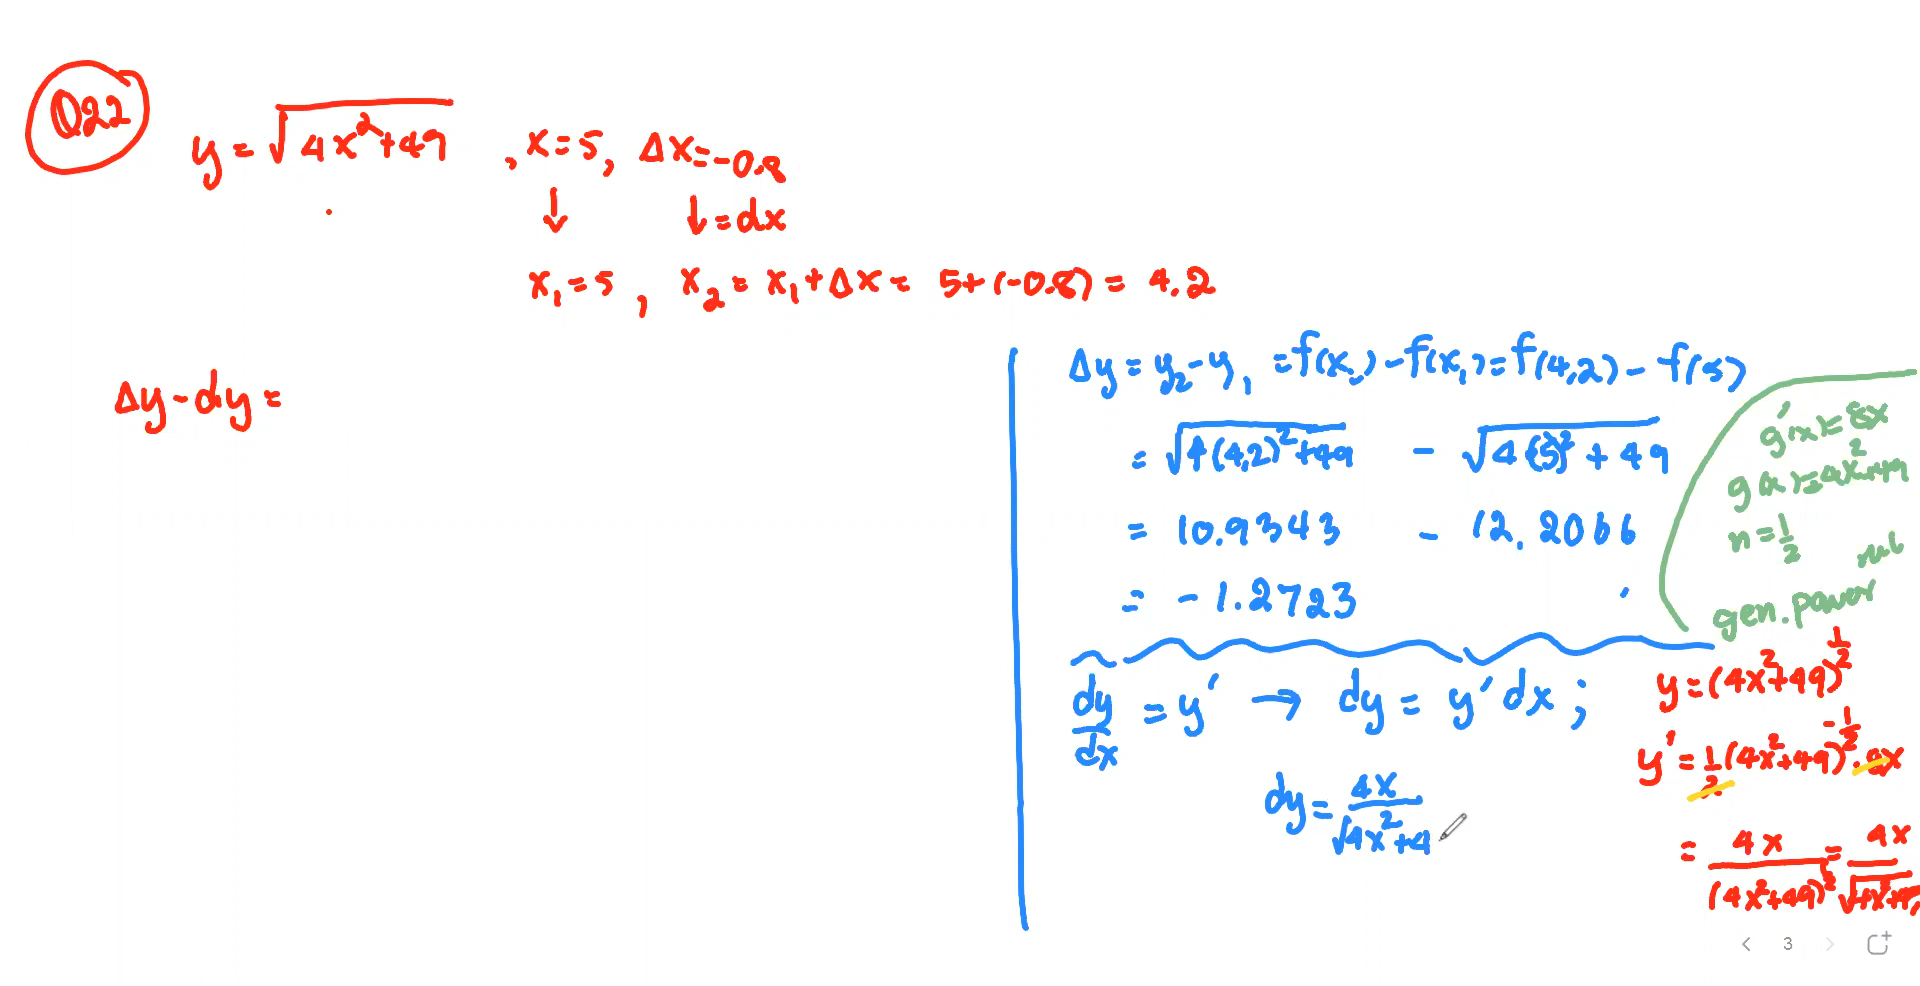 Q22
y = √(4x²+49) , x=5, Δx=-0.8
↓ ↓ = dx
x₁ = 5 , x₂ = x₁ + Δx = 5+(-0.8) = 4.2
Δy - dy =
Δy = y₂ - y₁ = f(x₂) - f(x₁) = f(4.2) - f(5)
= √(4(4.2)²+49) - √(4(5)²+49)
= 10.9343 - 12.2066
= -1.2723
g'(x) = 8x
g(x) = 4x²+49
n = 1/2
gen. power
dy/dx = y' → dy = y' dx ;
dy = 4x/√(4x²+4
y = (4x²+49)^(1/2)
y' = 1/2 (4x²+49)^(-1/2) . 8x
= 4x/(4x²+49)^(1/2) = 4x/√(4x²+49)
3